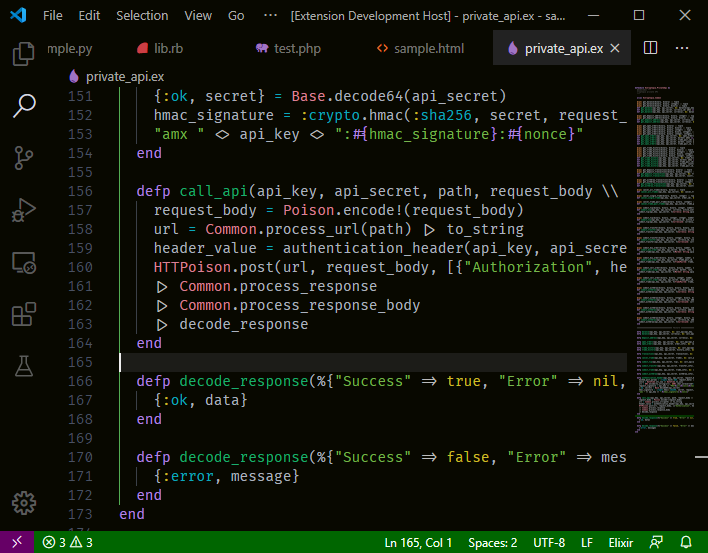 File Edit Selection View Go ··· [Extension Development Host] - private_api.ex - sa...
mple.py lib.rb test.php sample.html private_api.ex
private_api.ex
151 {:ok, secret} = Base.decode64(api_secret)
152 hmac_signature = :crypto.hmac(:sha256, secret, request_
153 "amx " <> api_key <> ":#{hmac_signature}:#{nonce}"
154 end
155
156 defp call_api(api_key, api_secret, path, request_body \\
157 request_body = Poison.encode!(request_body)
158 url = Common.process_url(path) |> to_string
159 header_value = authentication_header(api_key, api_secre
160 HTTPoison.post(url, request_body, [{"Authorization", he
161 |> Common.process_response
162 |> Common.process_response_body
163 |> decode_response
164 end
165
166 defp decode_response(%{"Success" => true, "Error" => nil,
167 {:ok, data}
168 end
169
170 defp decode_response(%{"Success" => false, "Error" => mes
171 {:error, message}
172 end
173 end
3 3 Ln 165, Col 1 Spaces: 2 UTF-8 LF Elixir